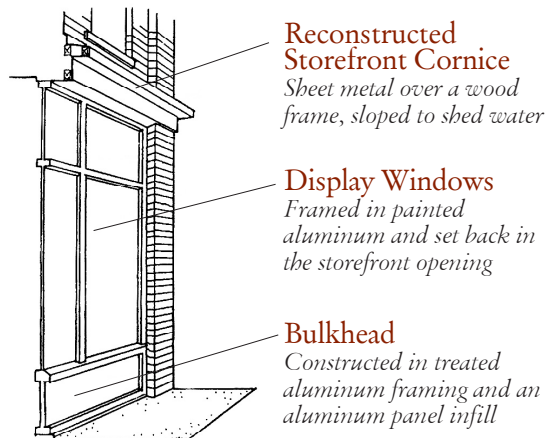 Reconstructed
Storefront Cornice
Sheet metal over a wood
frame, sloped to shed water
Display Windows
Framed in painted
aluminum and set back in
the storefront opening
Bulkhead
Constructed in treated
aluminum framing and an
aluminum panel infill